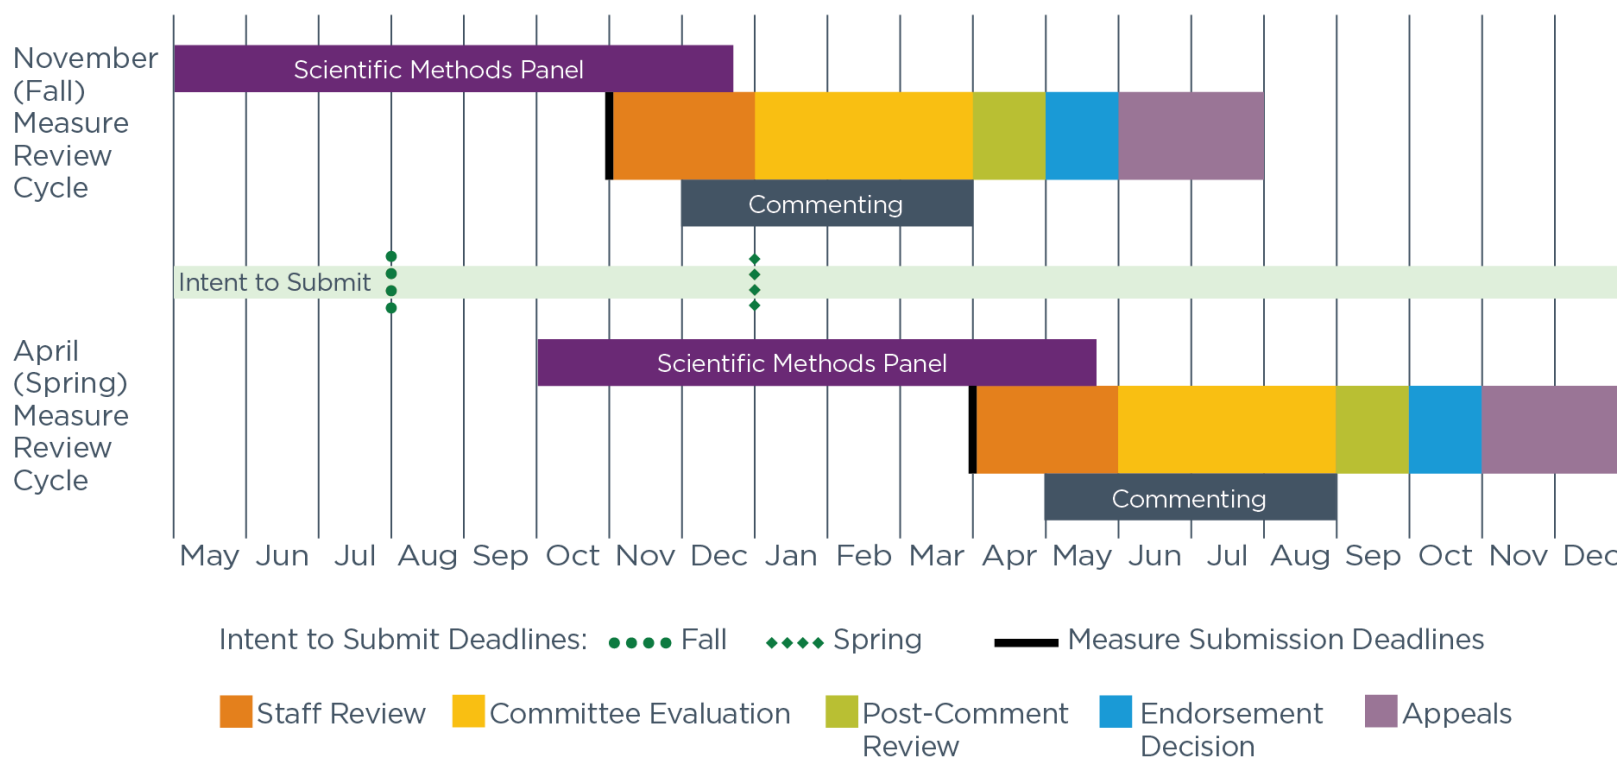 November
(Fall)
Measure
Review
Cycle
Scientific Methods Panel
Commenting
Intent to Submit
April
(Spring)
Measure
Review
Cycle
Scientific Methods Panel
Commenting
May Jun Jul Aug Sep Oct Nov Dec Jan Feb Mar Apr May Jun Jul Aug Sep Oct Nov Dec
Intent to Submit Deadlines: Fall Spring Measure Submission Deadlines
Staff Review Committee Evaluation Post-Comment Review Endorsement Decision Appeals